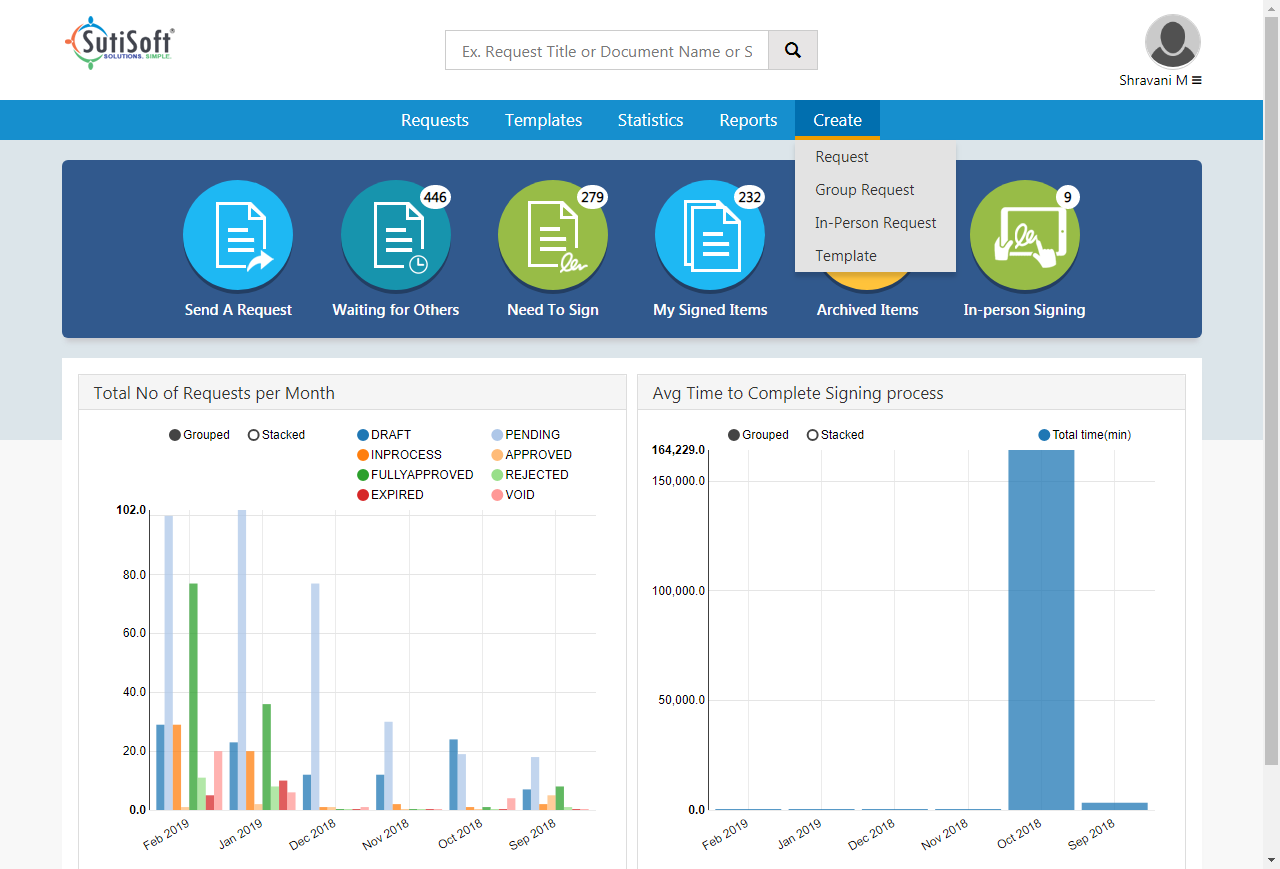 SutiSoft®
SOLUTIONS. SIMPLE.
Ex. Request Title or Document Name or S
Shravani M
Requests Templates Statistics Reports Create
Request
Group Request
In-Person Request
Template
446 279 232 9
Send A Request Waiting for Others Need To Sign My Signed Items Archived Items In-person Signing
Total No of Requests per Month
Grouped Stacked DRAFT PENDING
INPROCESS APPROVED
FULLYAPPROVED REJECTED
EXPIRED VOID
102.0
80.0
60.0
40.0
20.0
0.0
Feb 2019 Jan 2019 Dec 2018 Nov 2018 Oct 2018 Sep 2018
Avg Time to Complete Signing process
Grouped Stacked Total time(min)
164,229.0
150,000.0
100,000.0
50,000.0
0.0
Feb 2019 Jan 2019 Dec 2018 Nov 2018 Oct 2018 Sep 2018